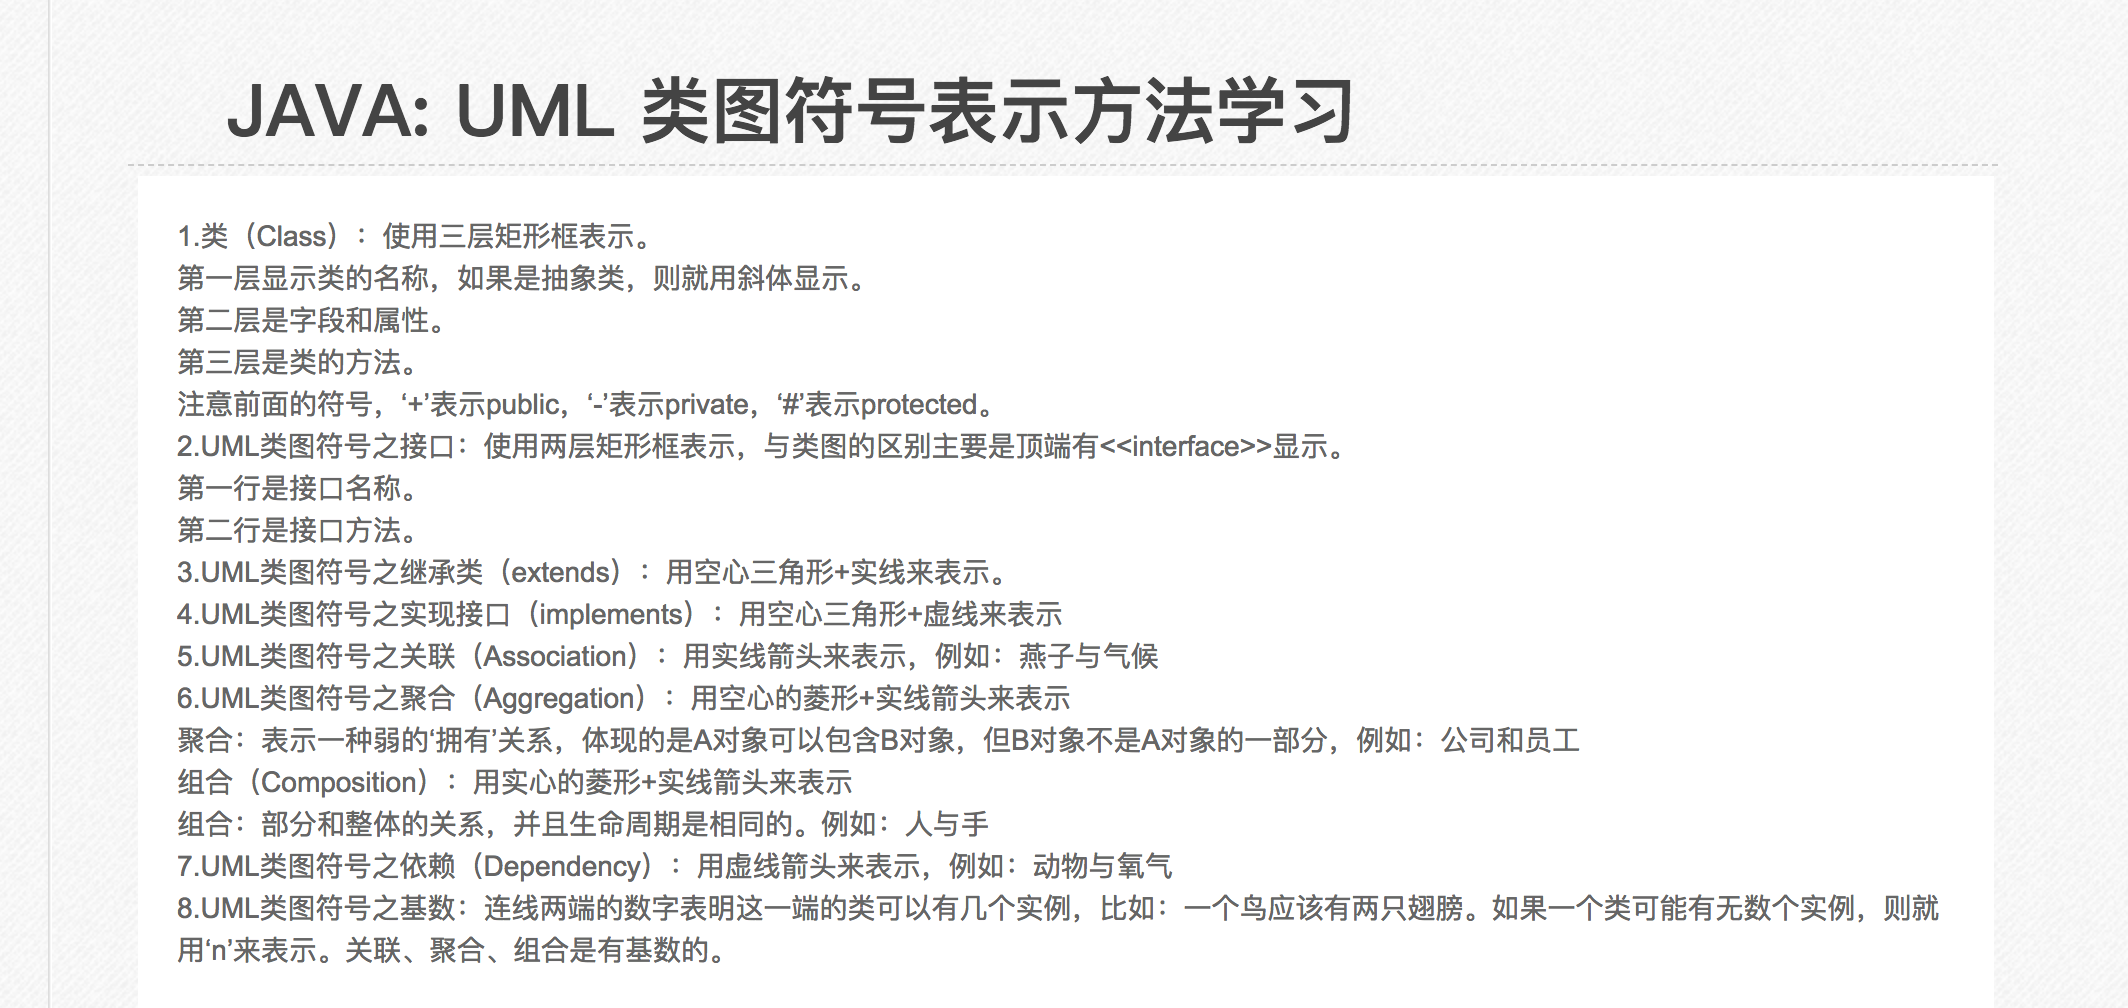 JAVA: UML 类图符号表示方法学习
1.类（Class）：使用三层矩形框表示。
第一层显示类的名称，如果是抽象类，则就用斜体显示。
第二层是字段和属性。
第三层是类的方法。
注意前面的符号，‘+’表示public，‘-’表示private，‘#’表示protected。
2.UML类图符号之接口：使用两层矩形框表示，与类图的区别主要是顶端有<<interface>>显示。
第一行是接口名称。
第二行是接口方法。
3.UML类图符号之继承类（extends）：用空心三角形+实线来表示。
4.UML类图符号之实现接口（implements）：用空心三角形+虚线来表示
5.UML类图符号之关联（Association）：用实线箭头来表示，例如：燕子与气候
6.UML类图符号之聚合（Aggregation）：用空心的菱形+实线箭头来表示
聚合：表示一种弱的‘拥有’关系，体现的是A对象可以包含B对象，但B对象不是A对象的一部分，例如：公司和员工
组合（Composition）：用实心的菱形+实线箭头来表示
组合：部分和整体的关系，并且生命周期是相同的。例如：人与手
7.UML类图符号之依赖（Dependency）：用虚线箭头来表示，例如：动物与氧气
8.UML类图符号之基数：连线两端的数字表明这一端的类可以有几个实例，比如：一个鸟应该有两只翅膀。如果一个类可能有无数个实例，则就
用‘n’来表示。关联、聚合、组合是有基数的。